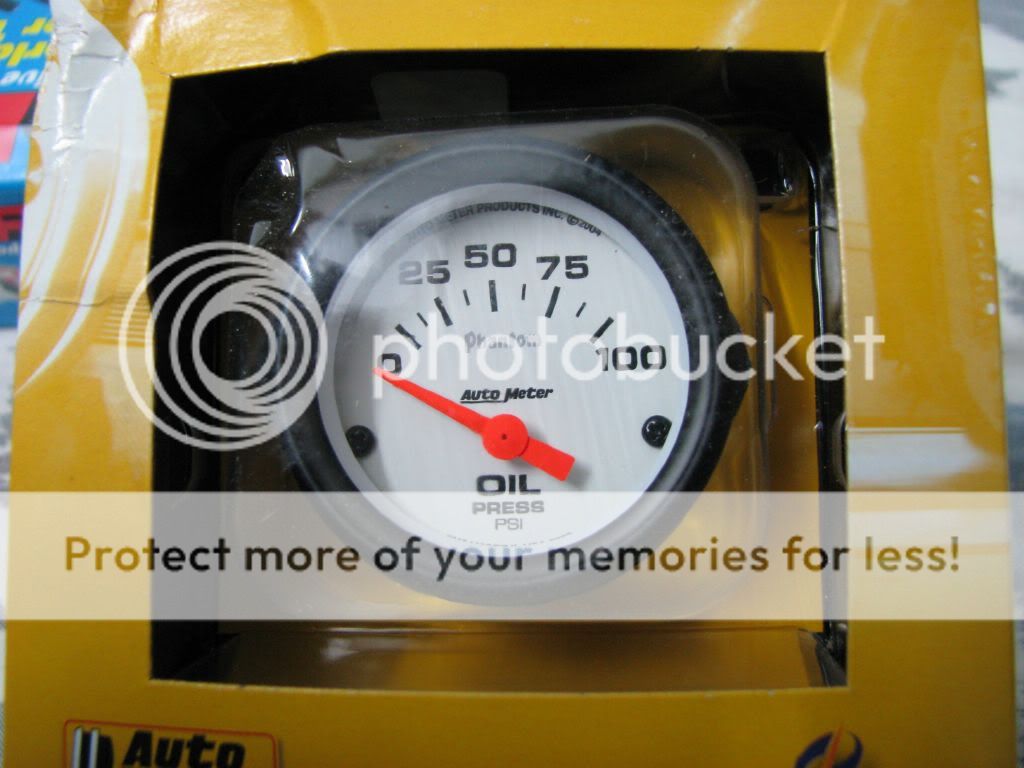 METER PRODUCTS INC. ©2004
0 25 50 75 100
Phantom
photobucket
Auto Meter
OIL
PRESS
PSI
Protect more of your memories for less!
Auto